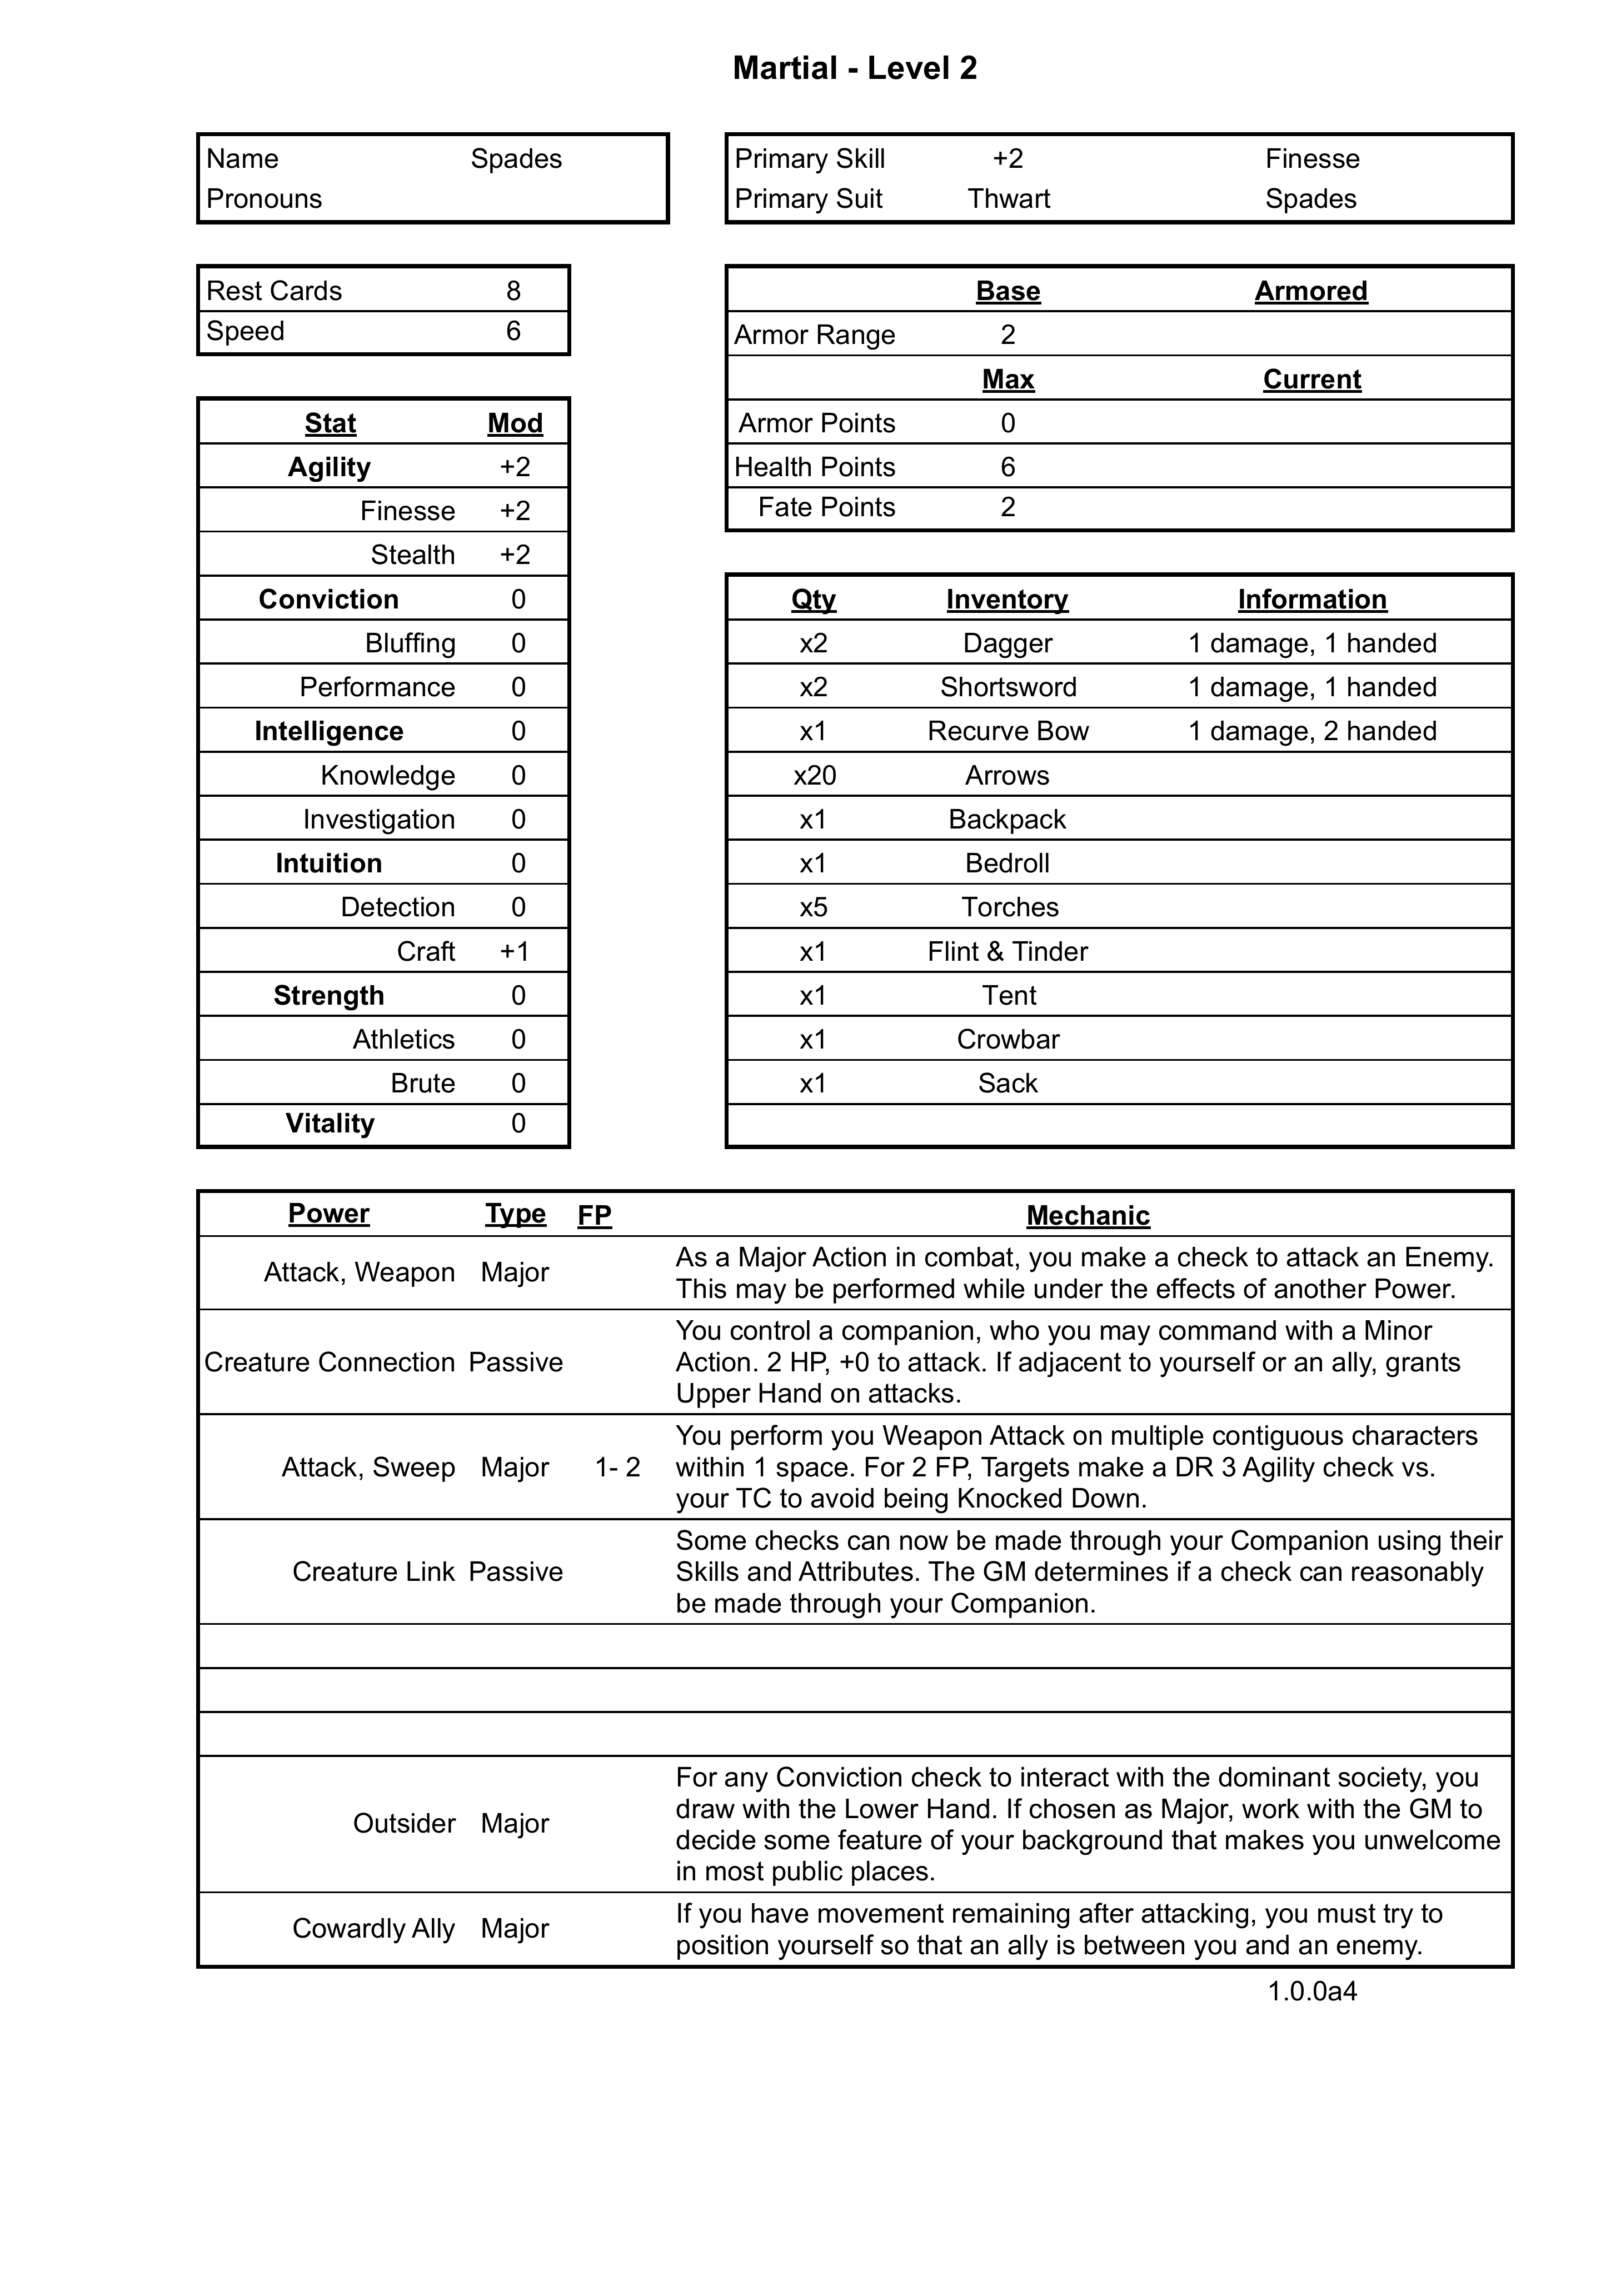 Martial - Level 2
Name Spades
Pronouns
Primary Skill +2 Finesse
Primary Suit Thwart Spades
Rest Cards 8
Speed 6
Base Armored
Armor Range 2
Max Current
Armor Points 0
Health Points 6
Fate Points 2
Stat Mod
Agility +2
Finesse +2
Stealth +2
Conviction 0
Bluffing 0
Performance 0
Intelligence 0
Knowledge 0
Investigation 0
Intuition 0
Detection 0
Craft +1
Strength 0
Athletics 0
Brute 0
Vitality 0
Qty Inventory Information
x2 Dagger 1 damage, 1 handed
x2 Shortsword 1 damage, 1 handed
x1 Recurve Bow 1 damage, 2 handed
x20 Arrows
x1 Backpack
x1 Bedroll
x5 Torches
x1 Flint & Tinder
x1 Tent
x1 Crowbar
x1 Sack
Power Type FP Mechanic
Attack, Weapon Major
As a Major Action in combat, you make a check to attack an Enemy.
This may be performed while under the effects of another Power.
Creature Connection Passive
You control a companion, who you may command with a Minor
Action. 2 HP, +0 to attack. If adjacent to yourself or an ally, grants
Upper Hand on attacks.
Attack, Sweep Major 1- 2
You perform you Weapon Attack on multiple contiguous characters
within 1 space. For 2 FP, Targets make a DR 3 Agility check vs.
your TC to avoid being Knocked Down.
Creature Link Passive
Some checks can now be made through your Companion using their
Skills and Attributes. The GM determines if a check can reasonably
be made through your Companion.
Outsider Major
For any Conviction check to interact with the dominant society, you
draw with the Lower Hand. If chosen as Major, work with the GM to
decide some feature of your background that makes you unwelcome
in most public places.
Cowardly Ally Major
If you have movement remaining after attacking, you must try to
position yourself so that an ally is between you and an enemy.
1.0.0a4